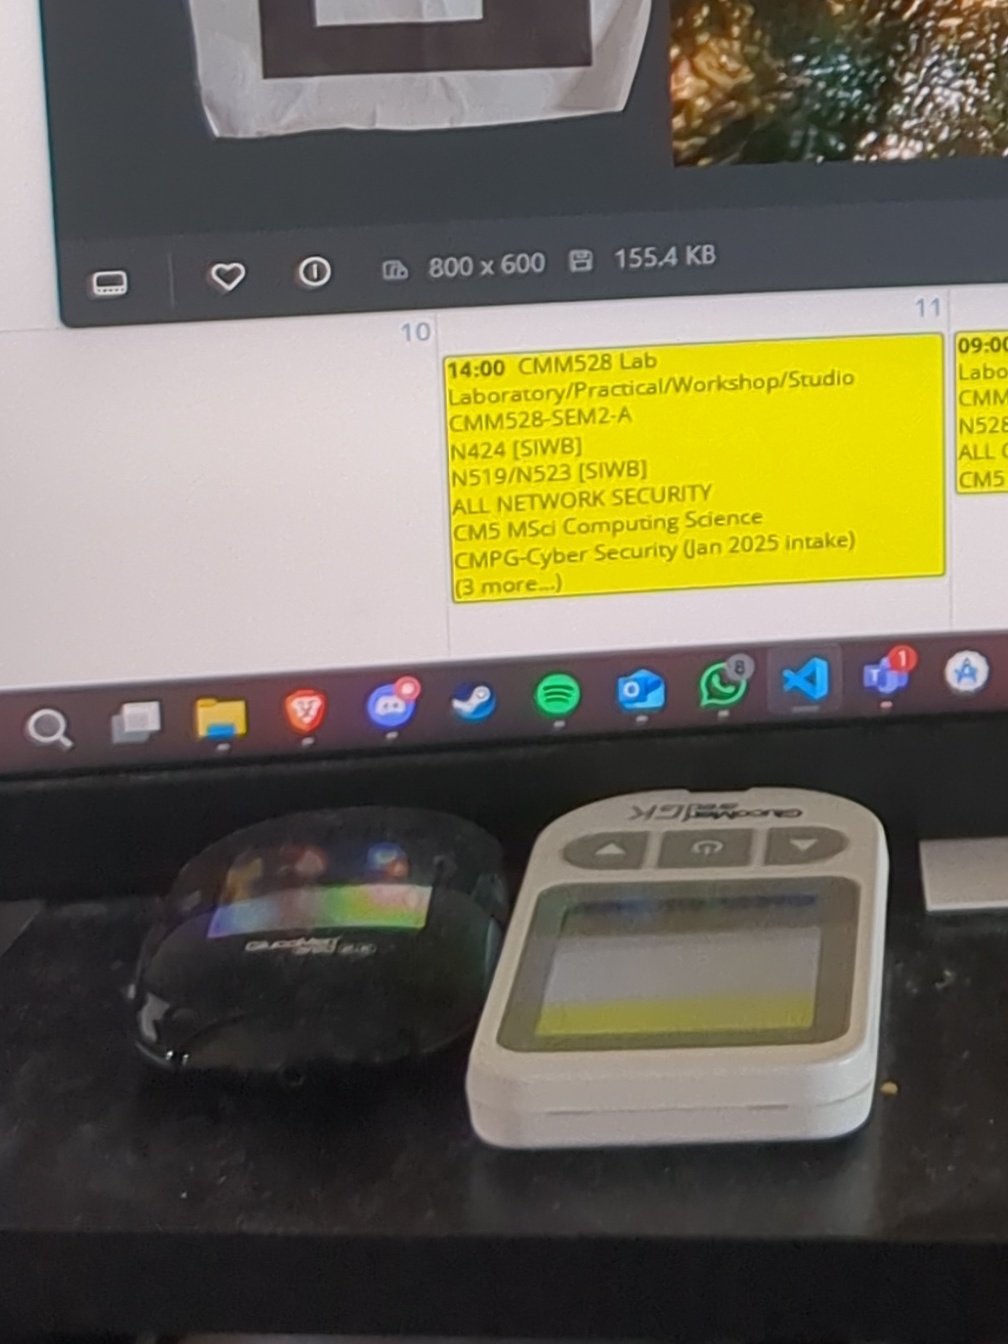 800 x 600 155.4 KB
10
11
14:00 CMM528 Lab
Laboratory/Practical/Workshop/Studio
CMM528-SEM2-A
N424 [SIWB]
N519/N523 [SIWB]
ALL NETWORK SECURITY
CM5 MSci Computing Science
CMPG-Cyber Security (Jan 2025 intake)
(3 more...)
09:00
Labo
CMM
N528
ALL C
CM5
8
1
GlucoMen
GK